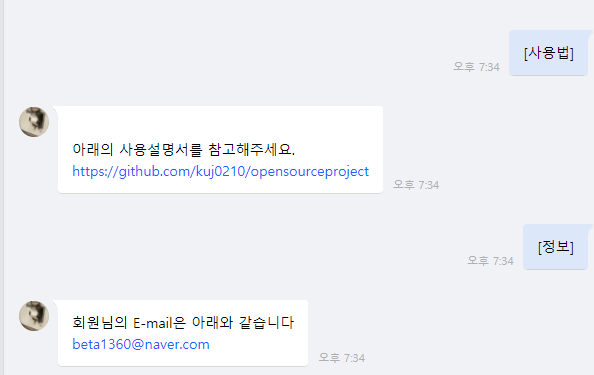 [사용법]
오후 7:34
아래의 사용설명서를 참고해주세요.
https://github.com/kuj0210/opensourceproject
오후 7:34
[정보]
오후 7:34
회원님의 E-mail은 아래와 같습니다
beta1360@naver.com
오후 7:34